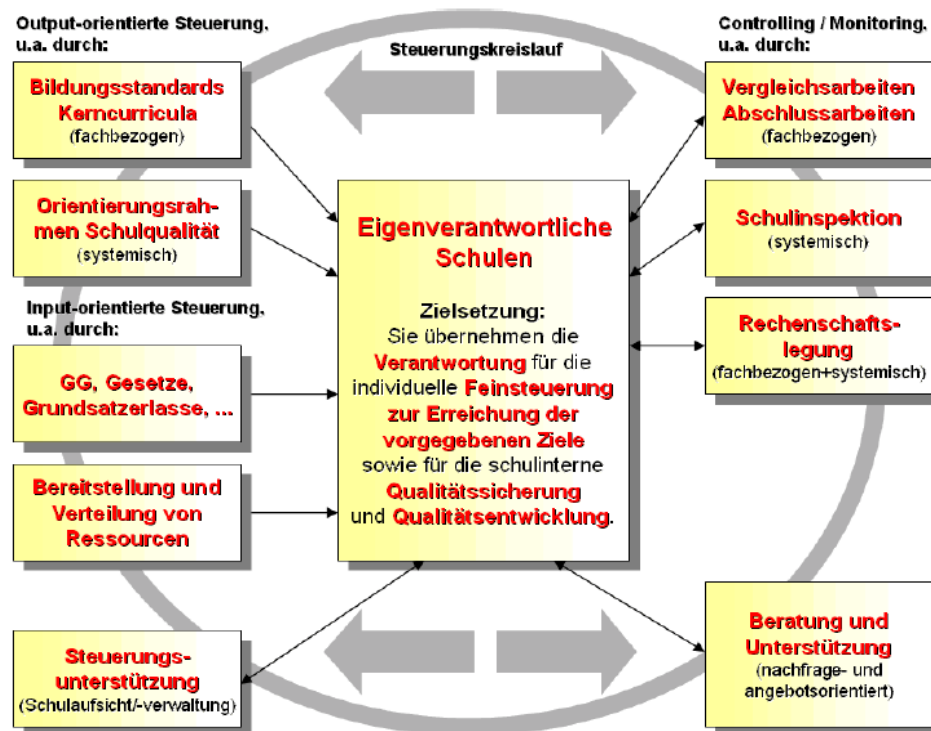 Output-orientierte Steuerung,
u.a. durch:
Bildungsstandards
Kerncurricula
(fachbezogen)
Orientierungsrah-
men Schulqualität
(systemisch)
Input-orientierte Steuerung,
u.a. durch:
GG, Gesetze,
Grundsatzerlasse, ...
Bereitstellung und
Verteilung von
Ressourcen
Steuerungs-
unterstützung
(Schulaufsicht/-verwaltung)
Steuerungskreislauf
Eigenverantwortliche
Schulen
Zielsetzung:
Sie übernehmen die
Verantwortung für die
individuelle Feinsteuerung
zur Erreichung der
vorgegebenen Ziele
sowie für die schulinterne
Qualitätssicherung
und Qualitätsentwicklung.
Controlling / Monitoring,
u.a. durch:
Vergleichsarbeiten
Abschlussarbeiten
(fachbezogen)
Schulinspektion
(systemisch)
Rechenschafts-
legung
(fachbezogen+systemisch)
Beratung und
Unterstützung
(nachfrage- und
angebotsorientiert)